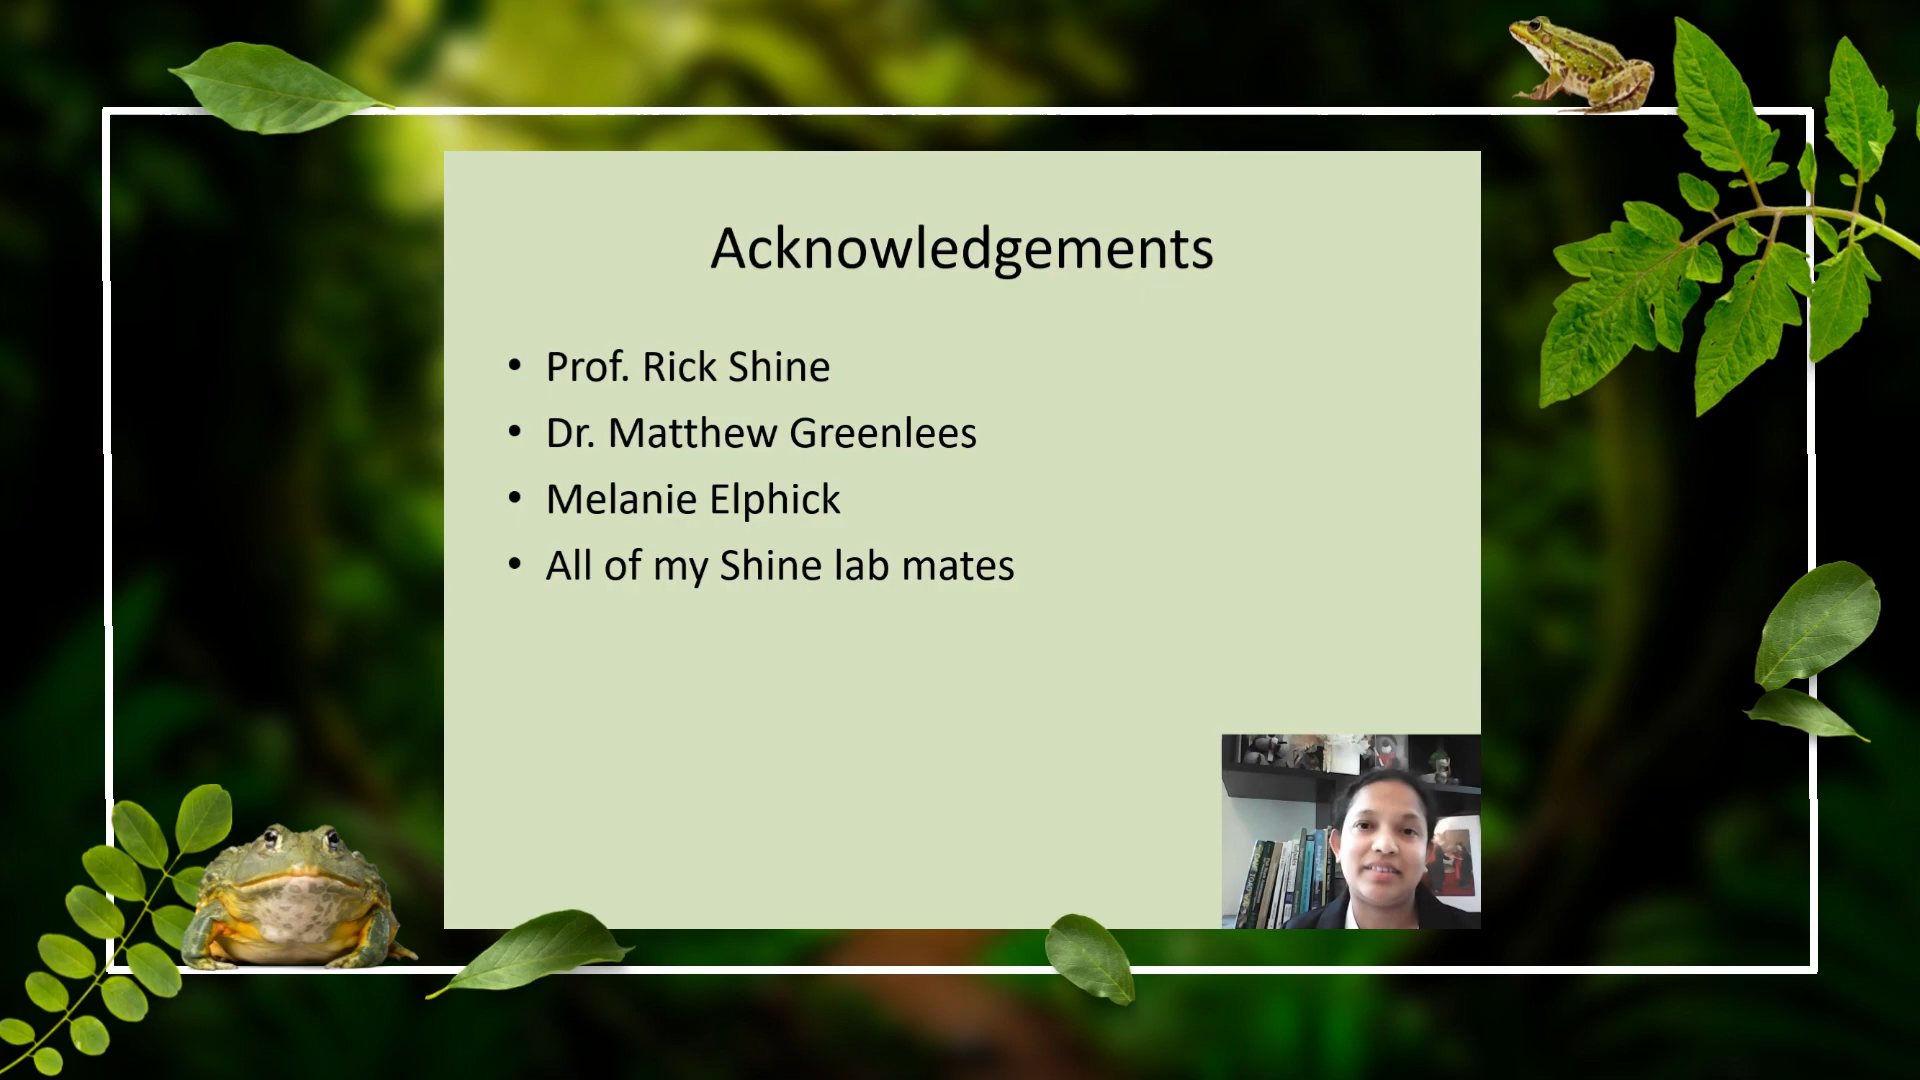 Acknowledgements
• Prof. Rick Shine
• Dr. Matthew Greenlees
• Melanie Elphick
• All of my Shine lab mates